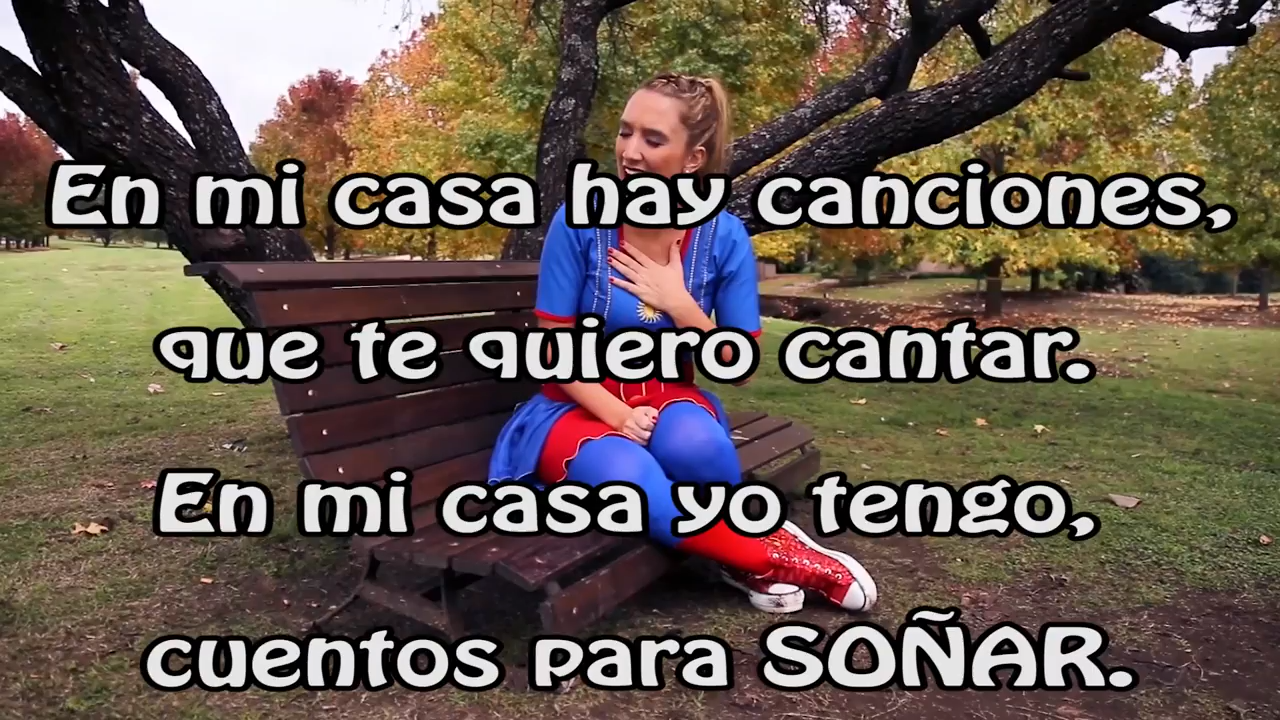 En mi casa hay canciones,
que te quiero cantar.
En mi casa yo tengo,
cuentos para SOÑAR.